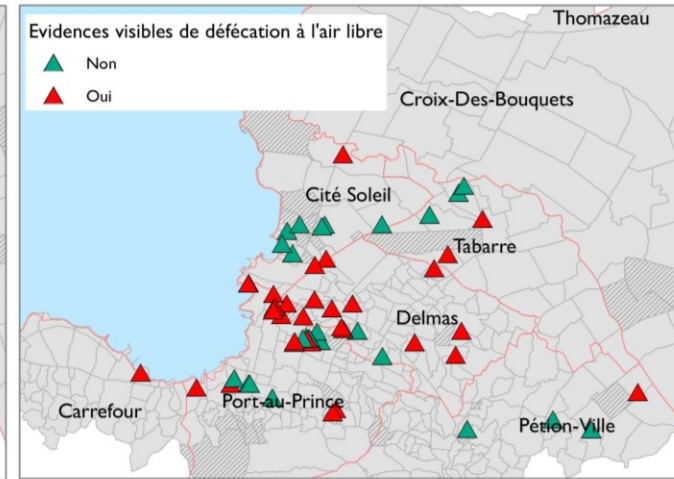 Thomazeau
Evidences visibles de défécation à l'air libre
Non
Oui
Croix-Des-Bouquets
Cité Soleil
Tabarre
Delmas
Carrefour
Port-au-Prince
Pétion-Ville